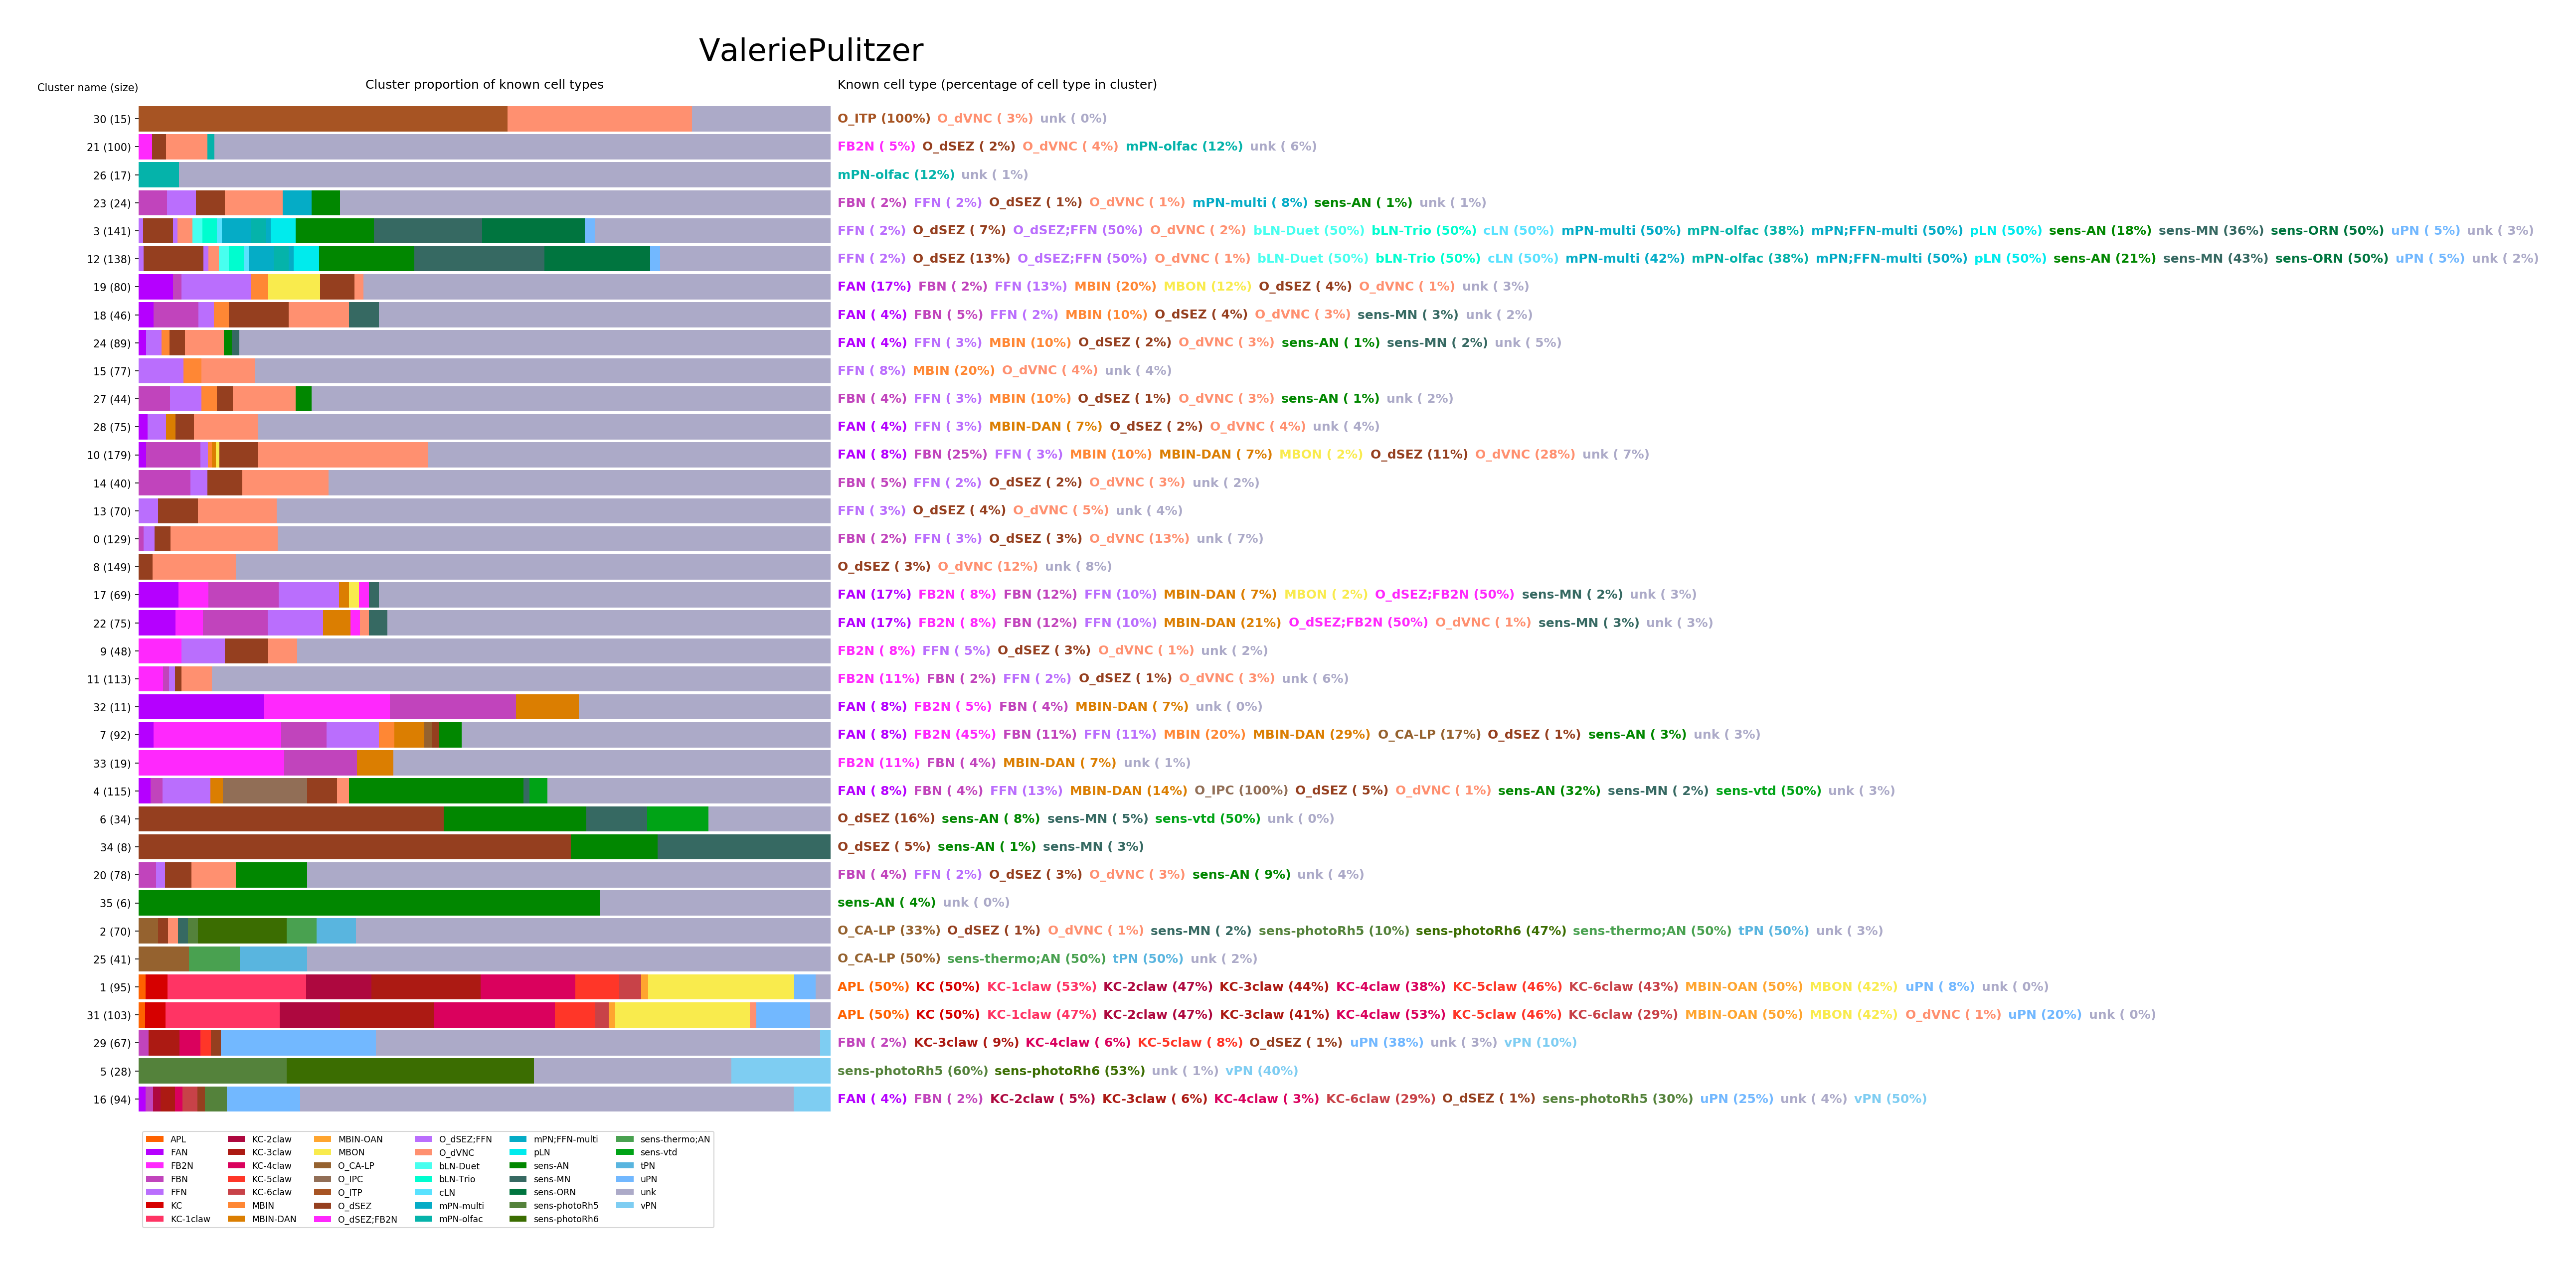 ValeriePulitzer
Cluster name (size) Cluster proportion of known cell types Known cell type (percentage of cell type in cluster)
30 (15) O_ITP (100%) O_dVNC ( 3%) unk ( 0%)
21 (100) FB2N ( 5%) O_dSEZ ( 2%) O_dVNC ( 4%) mPN-olfac (12%) unk ( 6%)
26 (17) mPN-olfac (12%) unk ( 1%)
23 (24) FBN ( 2%) FFN ( 2%) O_dSEZ ( 1%) O_dVNC ( 1%) mPN-multi ( 8%) sens-AN ( 1%) unk ( 1%)
3 (141) FFN ( 2%) O_dSEZ ( 7%) O_dSEZ;FFN (50%) O_dVNC ( 2%) bLN-Duet (50%) bLN-Trio (50%) cLN (50%) mPN-multi (50%) mPN-olfac (38%) mPN;FFN-multi (50%) pLN (50%) sens-AN (18%) sens-MN (36%) sens-ORN (50%) uPN ( 5%) unk ( 3%)
12 (138) FFN ( 2%) O_dSEZ (13%) O_dSEZ;FFN (50%) O_dVNC ( 1%) bLN-Duet (50%) bLN-Trio (50%) cLN (50%) mPN-multi (42%) mPN-olfac (38%) mPN;FFN-multi (50%) pLN (50%) sens-AN (21%) sens-MN (43%) sens-ORN (50%) uPN ( 5%) unk ( 2%)
19 (80) FAN (17%) FBN ( 2%) FFN (13%) MBIN (20%) MBON (12%) O_dSEZ ( 4%) O_dVNC ( 1%) unk ( 3%)
18 (46) FAN ( 4%) FBN ( 5%) FFN ( 2%) MBIN (10%) O_dSEZ ( 4%) O_dVNC ( 3%) sens-MN ( 3%) unk ( 2%)
24 (89) FAN ( 4%) FFN ( 3%) MBIN (10%) O_dSEZ ( 2%) O_dVNC ( 3%) sens-AN ( 1%) sens-MN ( 2%) unk ( 5%)
15 (77) FFN ( 8%) MBIN (20%) O_dVNC ( 4%) unk ( 4%)
27 (44) FBN ( 4%) FFN ( 3%) MBIN (10%) O_dSEZ ( 1%) O_dVNC ( 3%) sens-AN ( 1%) unk ( 2%)
28 (75) FAN ( 4%) FFN ( 3%) MBIN-DAN ( 7%) O_dSEZ ( 2%) O_dVNC ( 4%) unk ( 4%)
10 (179) FAN ( 8%) FBN (25%) FFN ( 3%) MBIN (10%) MBIN-DAN ( 7%) MBON ( 2%) O_dSEZ (11%) O_dVNC (28%) unk ( 7%)
14 (40) FBN ( 5%) FFN ( 2%) O_dSEZ ( 2%) O_dVNC ( 3%) unk ( 2%)
13 (70) FFN ( 3%) O_dSEZ ( 4%) O_dVNC ( 5%) unk ( 4%)
0 (129) FBN ( 2%) FFN ( 3%) O_dSEZ ( 3%) O_dVNC (13%) unk ( 7%)
8 (149) O_dSEZ ( 3%) O_dVNC (12%) unk ( 8%)
17 (69) FAN (17%) FB2N ( 8%) FBN (12%) FFN (10%) MBIN-DAN ( 7%) MBON ( 2%) O_dSEZ;FB2N (50%) sens-MN ( 2%) unk ( 3%)
22 (75) FAN (17%) FB2N ( 8%) FBN (12%) FFN (10%) MBIN-DAN (21%) O_dSEZ;FB2N (50%) O_dVNC ( 1%) sens-MN ( 3%) unk ( 3%)
9 (48) FB2N ( 8%) FFN ( 5%) O_dSEZ ( 3%) O_dVNC ( 1%) unk ( 2%)
11 (113) FB2N (11%) FBN ( 2%) FFN ( 2%) O_dSEZ ( 1%) O_dVNC ( 3%) unk ( 6%)
32 (11) FAN ( 8%) FB2N ( 5%) FBN ( 4%) MBIN-DAN ( 7%) unk ( 0%)
7 (92) FAN ( 8%) FB2N (45%) FBN (11%) FFN (11%) MBIN (20%) MBIN-DAN (29%) O_CA-LP (17%) O_dSEZ ( 1%) sens-AN ( 3%) unk ( 3%)
33 (19) FB2N (11%) FBN ( 4%) MBIN-DAN ( 7%) unk ( 1%)
4 (115) FAN ( 8%) FBN ( 4%) FFN (13%) MBIN-DAN (14%) O_IPC (100%) O_dSEZ ( 5%) O_dVNC ( 1%) sens-AN (32%) sens-MN ( 2%) sens-vtd (50%) unk ( 3%)
6 (34) O_dSEZ (16%) sens-AN ( 8%) sens-MN ( 5%) sens-vtd (50%) unk ( 0%)
34 (8) O_dSEZ ( 5%) sens-AN ( 1%) sens-MN ( 3%)
20 (78) FBN ( 4%) FFN ( 2%) O_dSEZ ( 3%) O_dVNC ( 3%) sens-AN ( 9%) unk ( 4%)
35 (6) sens-AN ( 4%) unk ( 0%)
2 (70) O_CA-LP (33%) O_dSEZ ( 1%) O_dVNC ( 1%) sens-MN ( 2%) sens-photoRh5 (10%) sens-photoRh6 (47%) sens-thermo;AN (50%) tPN (50%) unk ( 3%)
25 (41) O_CA-LP (50%) sens-thermo;AN (50%) tPN (50%) unk ( 2%)
1 (95) APL (50%) KC (50%) KC-1claw (53%) KC-2claw (47%) KC-3claw (44%) KC-4claw (38%) KC-5claw (46%) KC-6claw (43%) MBIN-OAN (50%) MBON (42%) uPN ( 8%) unk ( 0%)
31 (103) APL (50%) KC (50%) KC-1claw (47%) KC-2claw (47%) KC-3claw (41%) KC-4claw (53%) KC-5claw (46%) KC-6claw (29%) MBIN-OAN (50%) MBON (42%) O_dVNC ( 1%) uPN (20%) unk ( 0%)
29 (67) FBN ( 2%) KC-3claw ( 9%) KC-4claw ( 6%) KC-5claw ( 8%) O_dSEZ ( 1%) uPN (38%) unk ( 3%) vPN (10%)
5 (28) sens-photoRh5 (60%) sens-photoRh6 (53%) unk ( 1%) vPN (40%)
16 (94) FAN ( 4%) FBN ( 2%) KC-2claw ( 5%) KC-3claw ( 6%) KC-4claw ( 3%) KC-6claw (29%) O_dSEZ ( 1%) sens-photoRh5 (30%) uPN (25%) unk ( 4%) vPN (50%)
APL KC-2claw MBIN-OAN O_dSEZ;FFN mPN;FFN-multi sens-thermo;AN
FAN KC-3claw MBON O_dVNC pLN sens-vtd
FB2N KC-4claw O_CA-LP bLN-Duet sens-AN tPN
FBN KC-5claw O_IPC bLN-Trio sens-MN uPN
FFN KC-6claw O_ITP cLN sens-ORN unk
KC MBIN O_dSEZ mPN-multi sens-photoRh5 vPN
KC-1claw MBIN-DAN O_dSEZ;FB2N mPN-olfac sens-photoRh6